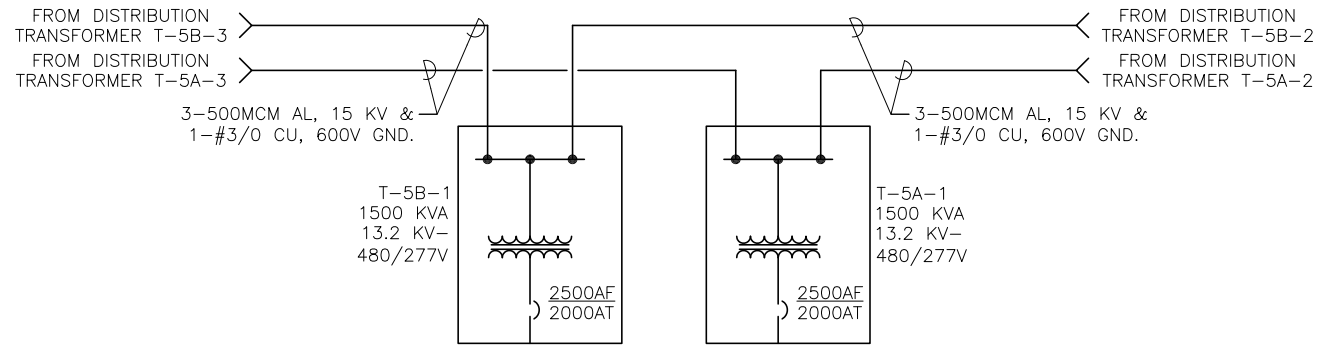 FROM DISTRIBUTION
TRANSFORMER T-5B-3
FROM DISTRIBUTION
TRANSFORMER T-5A-3
FROM DISTRIBUTION
TRANSFORMER T-5B-2
FROM DISTRIBUTION
TRANSFORMER T-5A-2
3-500MCM AL, 15 KV &
1-#3/0 CU, 600V GND.
3-500MCM AL, 15 KV &
1-#3/0 CU, 600V GND.
T-5B-1
1500 KVA
13.2 KV-
480/277V
2500AF
2000AT
T-5A-1
1500 KVA
13.2 KV-
480/277V
2500AF
2000AT